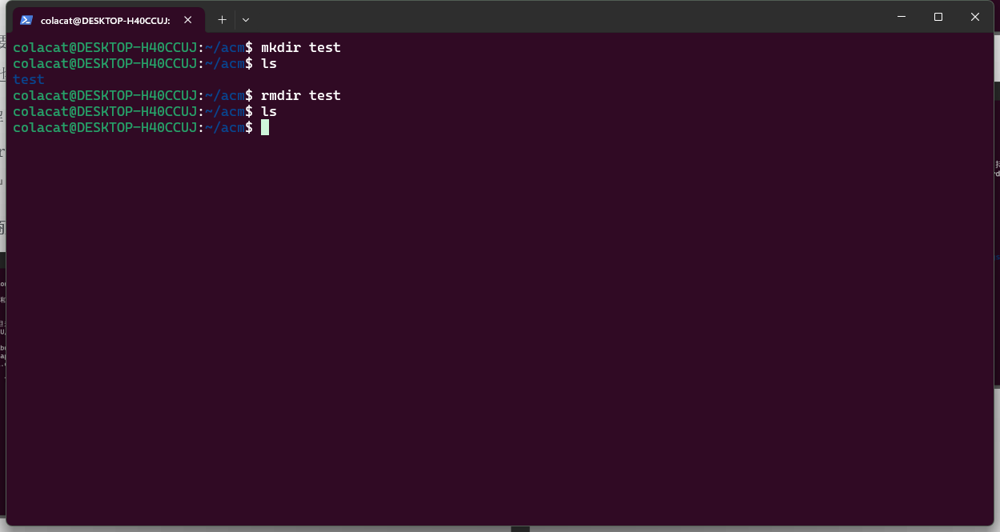 colacat@DESKTOP-H40CCUJ:
colacat@DESKTOP-H40CCUJ:~/acm$ mkdir test
colacat@DESKTOP-H40CCUJ:~/acm$ ls
test
colacat@DESKTOP-H40CCUJ:~/acm$ rmdir test
colacat@DESKTOP-H40CCUJ:~/acm$ ls
colacat@DESKTOP-H40CCUJ:~/acm$